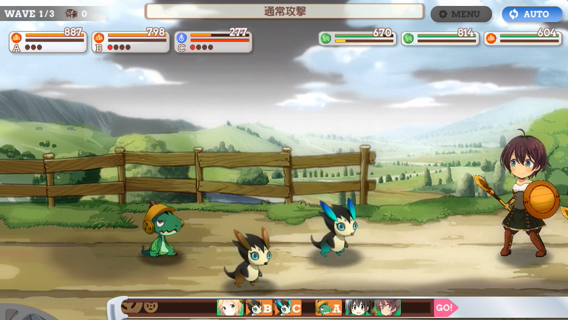 WAVE 1/3 0
通常攻撃
MENU
AUTO
887
A
798
B
277
C
670
814
604
B C A GO!